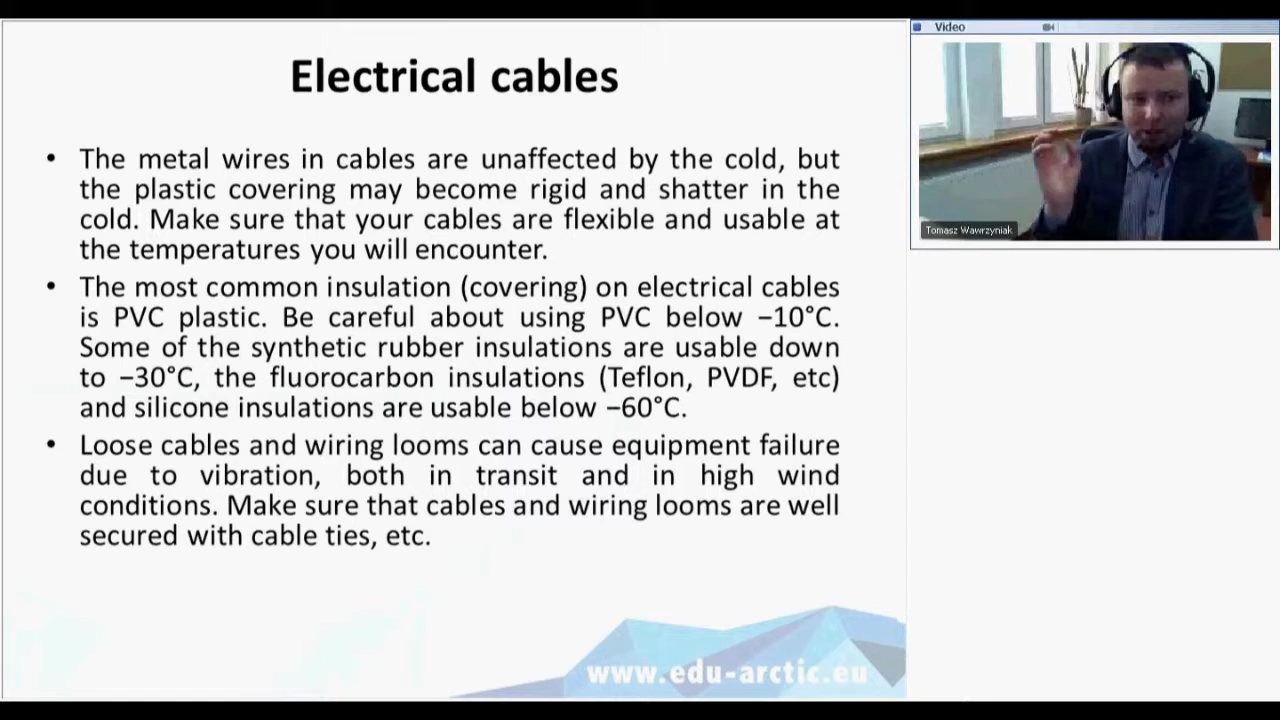 Electrical cables
• The metal wires in cables are unaffected by the cold, but
the plastic covering may become rigid and shatter in the
cold. Make sure that your cables are flexible and usable at
the temperatures you will encounter.
• The most common insulation (covering) on electrical cables
is PVC plastic. Be careful about using PVC below −10°C.
Some of the synthetic rubber insulations are usable down
to −30°C, the fluorocarbon insulations (Teflon, PVDF, etc)
and silicone insulations are usable below −60°C.
• Loose cables and wiring looms can cause equipment failure
due to vibration, both in transit and in high wind
conditions. Make sure that cables and wiring looms are well
secured with cable ties, etc.
www.edu-arctic.eu
Video
Tomasz Wawrzyniak